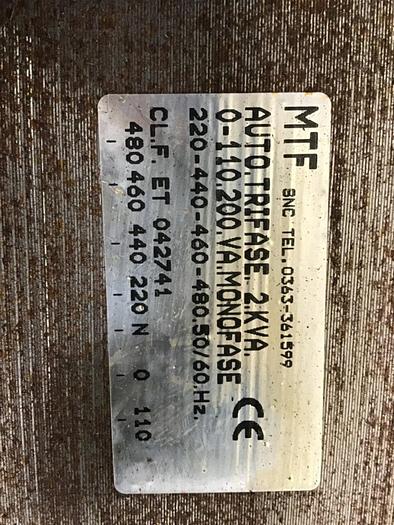 MTF SNC TEL.0363-361599
AUTO.TRIFASE. 2.KVA.
0-110.200.VA.MONOFASE CE
220-440-460-480.50/60.Hz.
CL.F. ET 042741
480 460 440 220 N 0 110